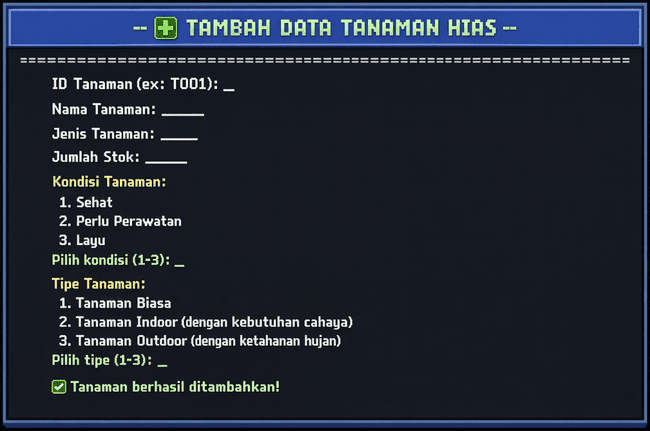 -- ➕ TAMBAH DATA TANAMAN HIAS --
==================================================================
ID Tanaman (ex: T001): _
Nama Tanaman: _____
Jenis Tanaman: ____
Jumlah Stok: _____
Kondisi Tanaman:
1. Sehat
2. Perlu Perawatan
3. Layu
Pilih kondisi (1-3): _
Tipe Tanaman:
1. Tanaman Biasa
2. Tanaman Indoor (dengan kebutuhan cahaya)
3. Tanaman Outdoor (dengan ketahanan hujan)
Pilih tipe (1-3): _
✅ Tanaman berhasil ditambahkan!